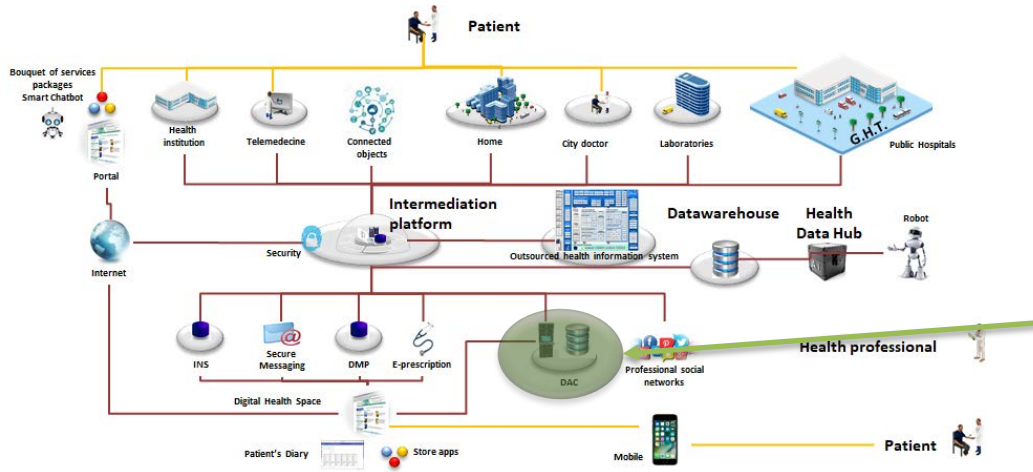 Patient
Bouquet of services
packages
Smart Chatbot
Health
institution
Telemedecine
Connected
objects
Home
City doctor
Laboratories
G.H.T.
Public Hospitals
Portal
Intermediation
platform
Datawarehouse
Health
Data Hub
Robot
Internet
Security
Outsourced health information system
INS
Secure
Messaging
DMP
E-prescription
DAC
Professional social
networks
Health professional
Digital Health Space
Patient's Diary
Store apps
Mobile
Patient